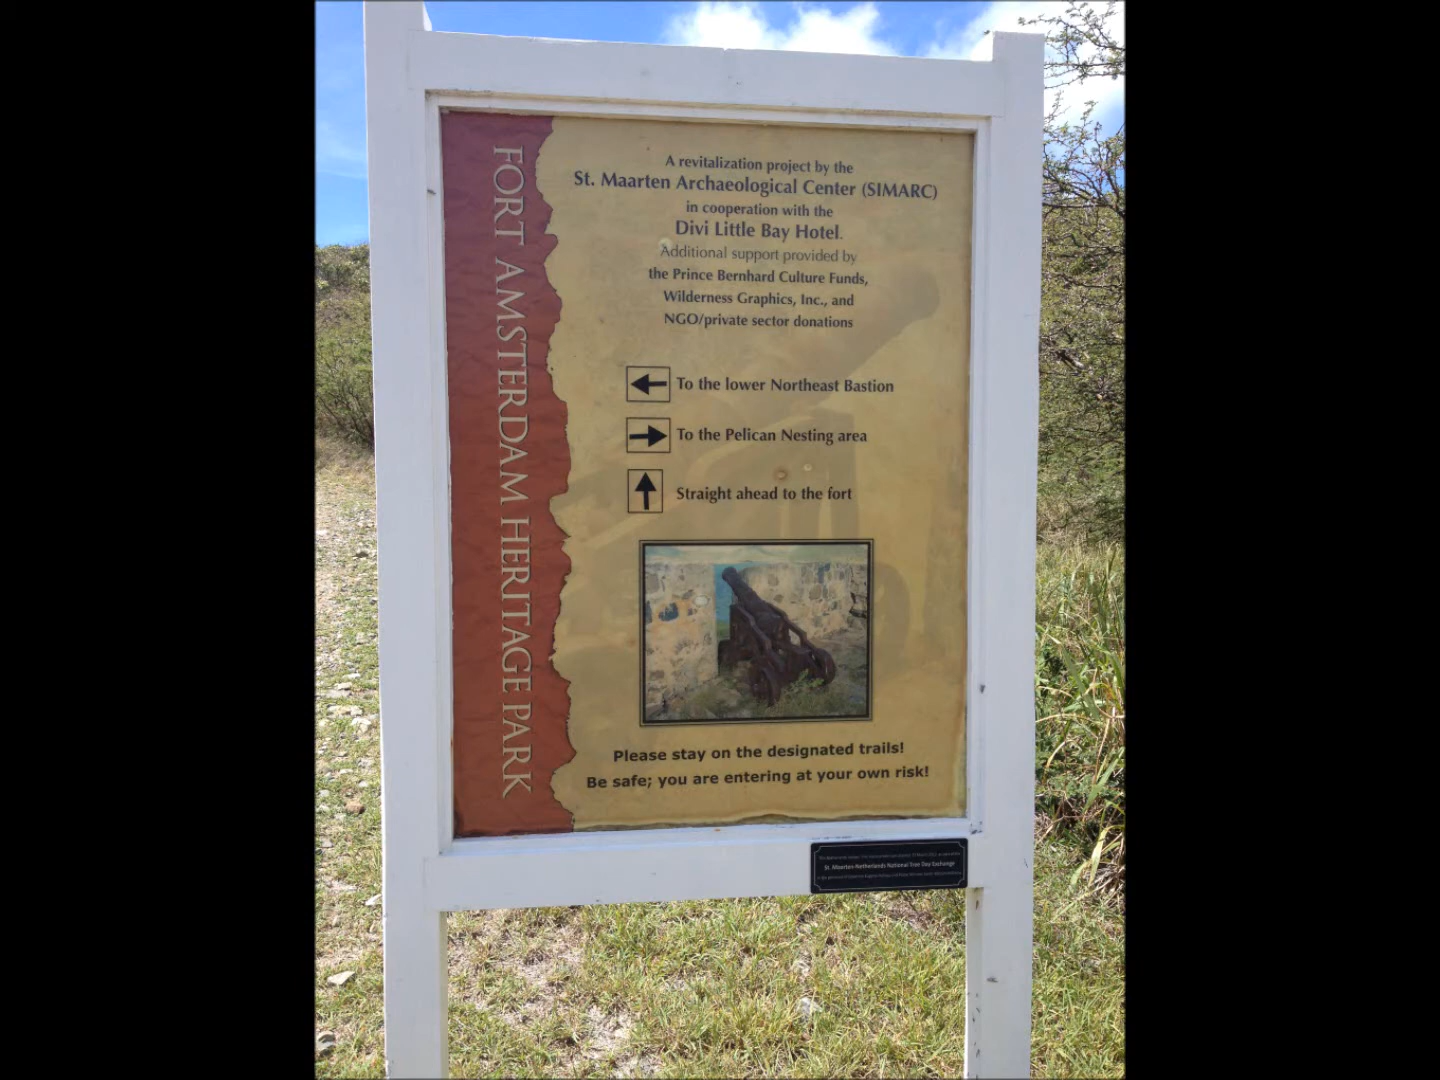 FORT AMSTERDAM HERITAGE PARK
A revitalization project by the
St. Maarten Archaeological Center (SIMARC)
in cooperation with the
Divi Little Bay Hotel.
Additional support provided by
the Prince Bernhard Culture Funds,
Wilderness Graphics, Inc., and
NGO/private sector donations
To the lower Northeast Bastion
To the Pelican Nesting area
Straight ahead to the fort
Please stay on the designated trails!
Be safe; you are entering at your own risk!
St. Maarten-Netherlands National Tree Day Exchange